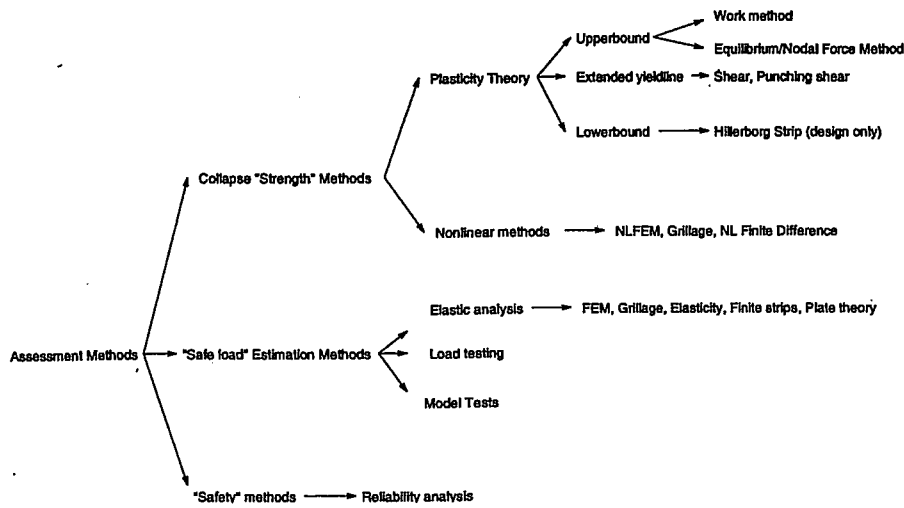 Work method
Upperbound
Equilibrium/Nodal Force Method
Plasticity Theory
Extended yieldline
Shear, Punching shear
Lowerbound
Hillerborg Strip (design only)
Collapse "Strength" Methods
Nonlinear methods
NLFEM, Grillage, NL Finite Difference
Elastic analysis
FEM, Grillage, Elasticity, Finite strips, Plate theory
Assessment Methods
"Safe load" Estimation Methods
Load testing
Model Tests
"Safety" methods
Reliability analysis